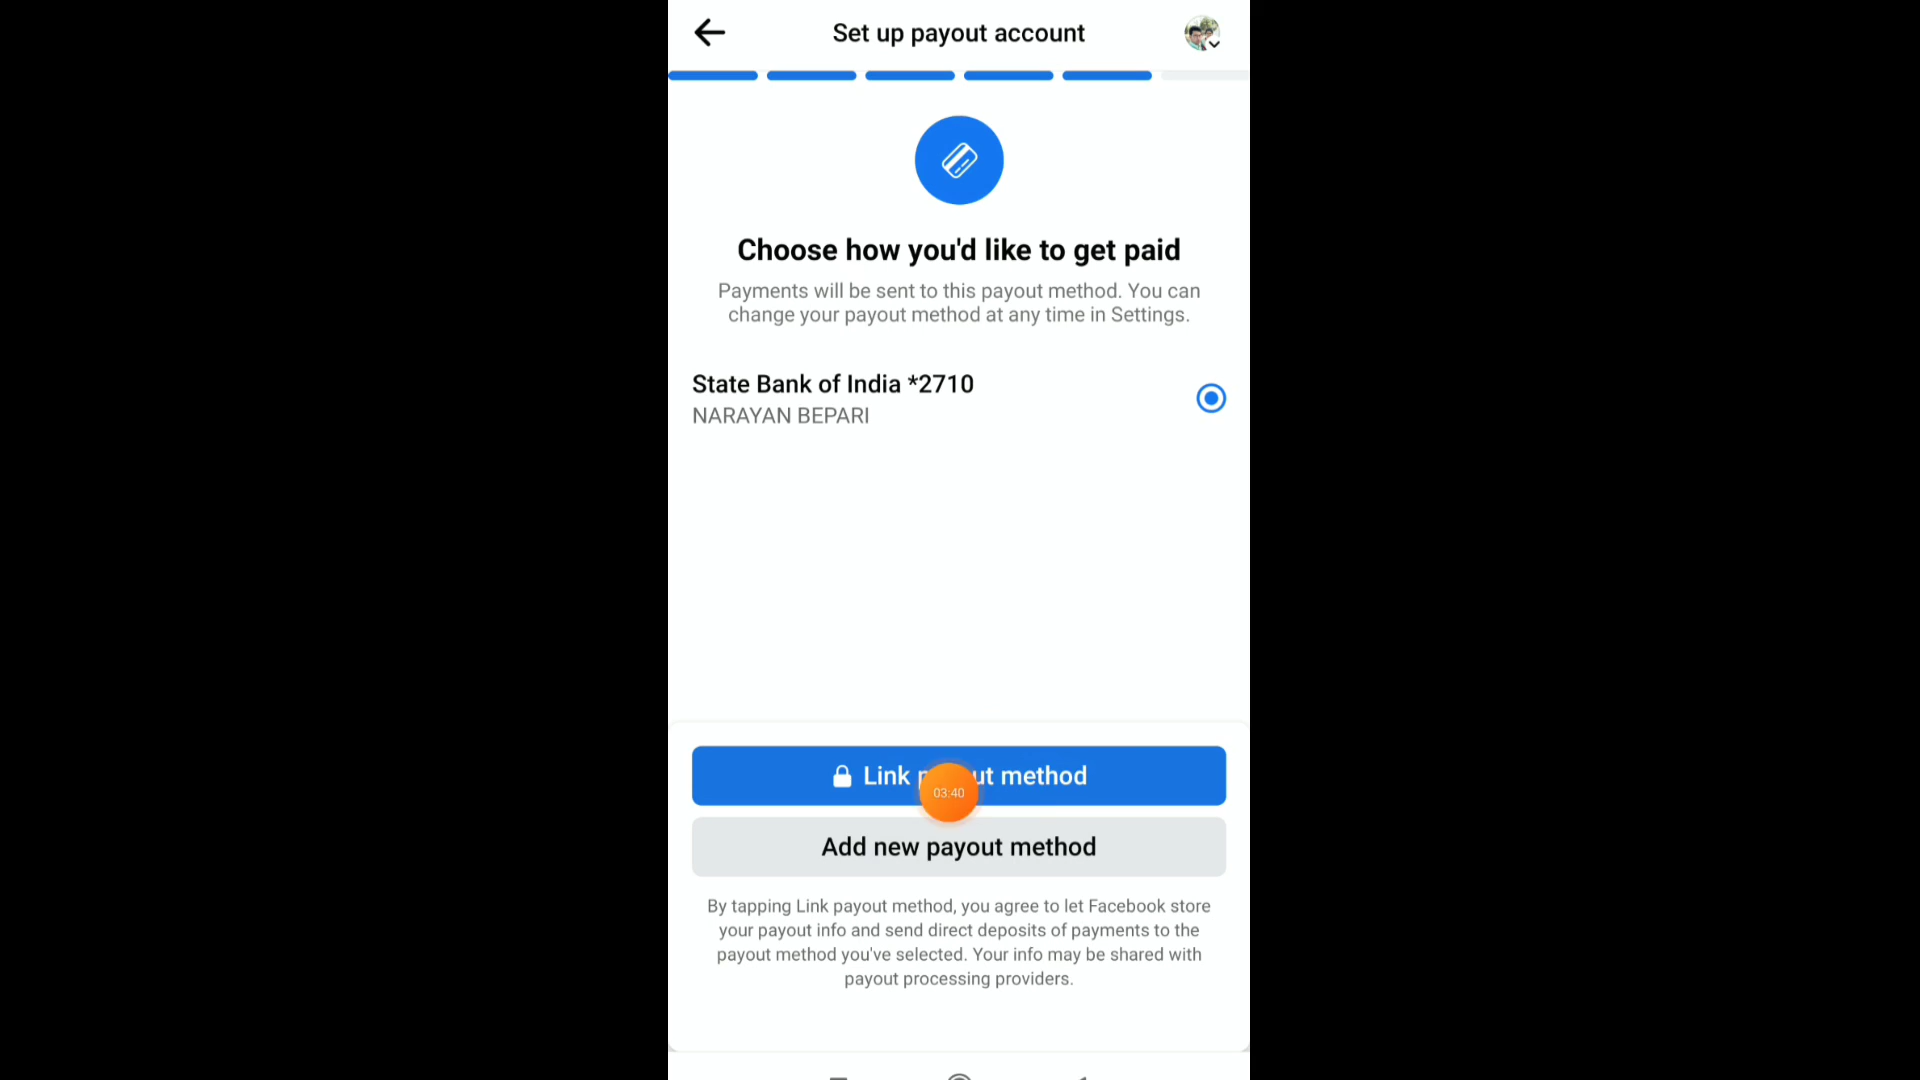 Set up payout account
Choose how you'd like to get paid
Payments will be sent to this payout method. You can
change your payout method at any time in Settings.
State Bank of India *2710
NARAYAN BEPARI
Link ut method
03:40
Add new payout method
By tapping Link payout method, you agree to let Facebook store
your payout info and send direct deposits of payments to the
payout method you've selected. Your info may be shared with
payout processing providers.